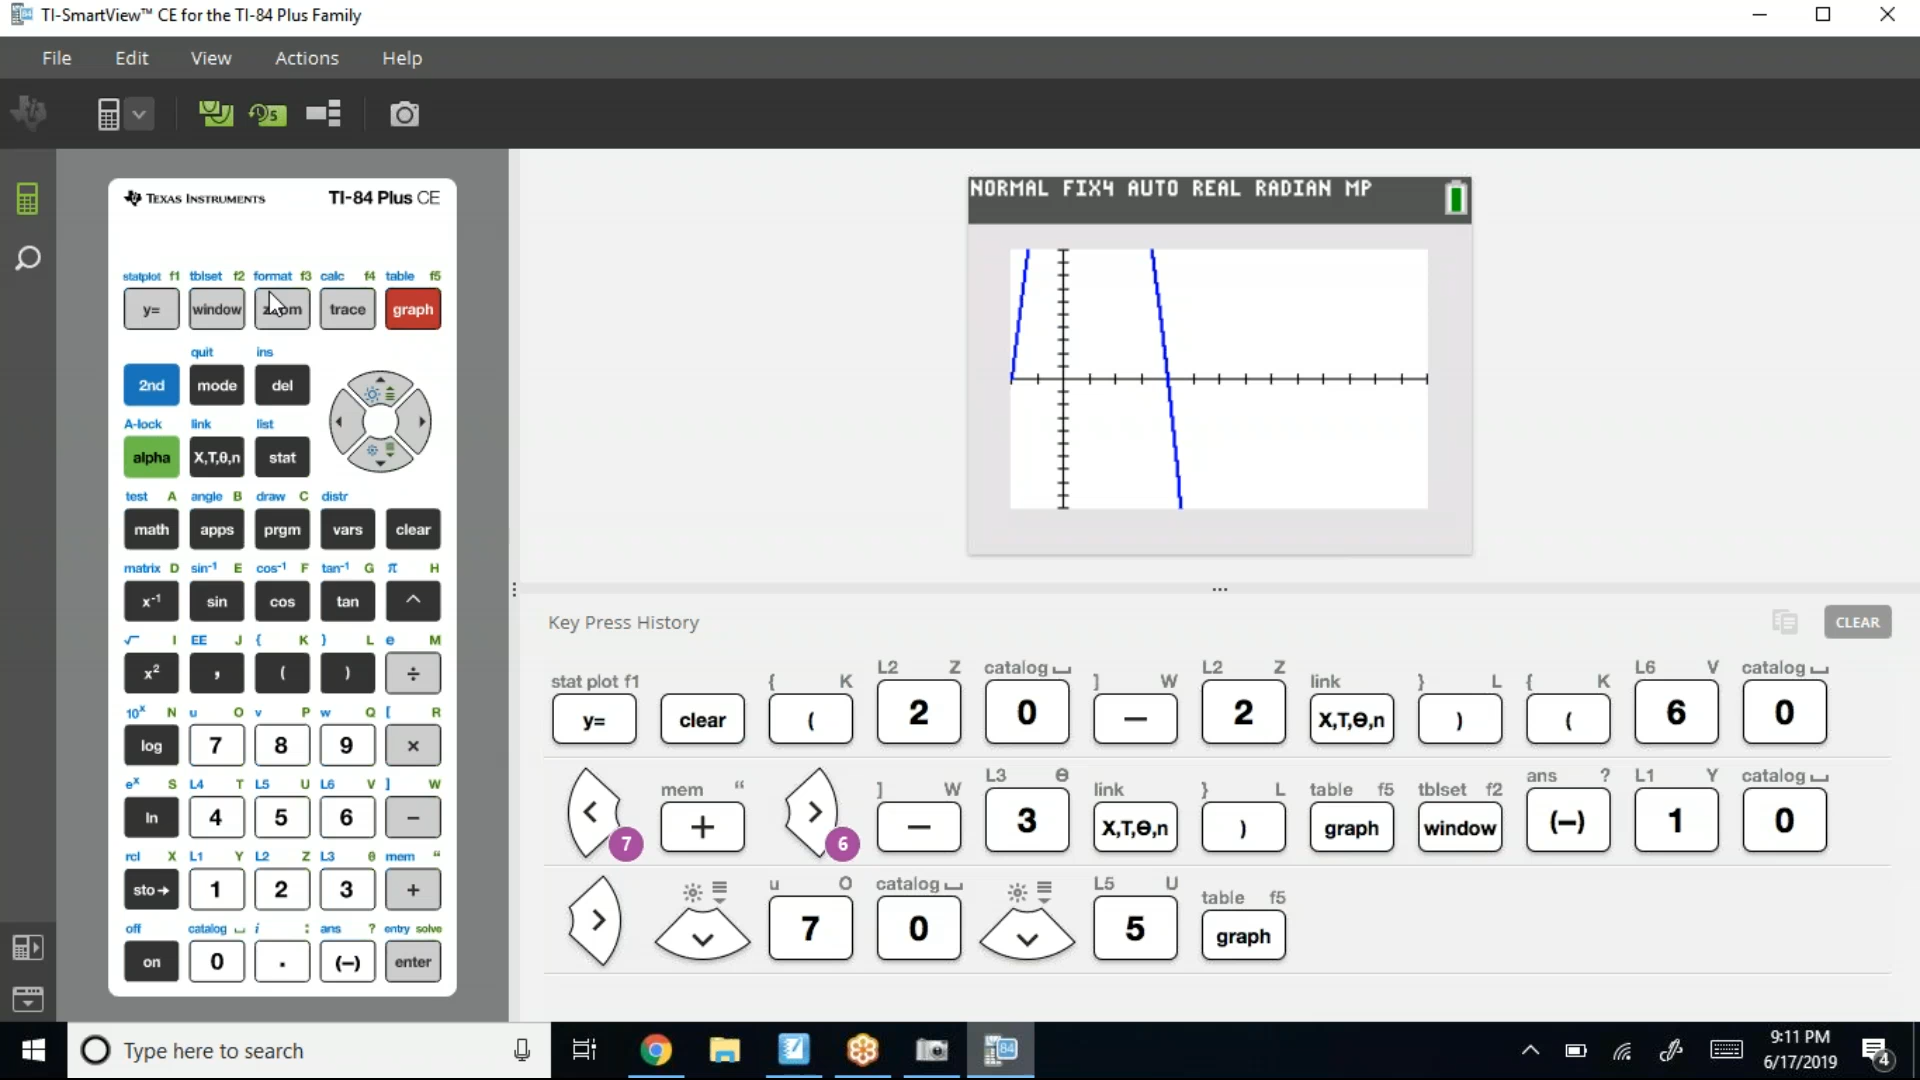 TI-SmartView™ CE for the TI-84 Plus Family
File Edit View Actions Help
5
TEXAS INSTRUMENTS TI-84 Plus CE
statplot f1 tblset f2 format f3 calc f4 table f5
y= window zoom trace graph
quit ins
2nd mode del
A-lock link list
alpha X,T,θ,n stat
test A angle B draw C distr
math apps prgm vars clear
matrix D sin⁻¹ E cos⁻¹ F tan⁻¹ G π H
x⁻¹ sin cos tan ^
√ I EE J { K } L e M
x² , ( ) ÷
10ˣ N u O v P w Q [ R
log 7 8 9 ×
eˣ S L4 T L5 U L6 V ] W
ln 4 5 6 −
rcl X L1 Y L2 Z L3 θ mem “
sto→ 1 2 3 +
off catalog ⎵ i : ans ? entry solve
on 0 . (−) enter
NORMAL FIX4 AUTO REAL RADIAN MP
Key Press History
CLEAR
stat plot f1 { K L2 Z catalog ⎵ ] W L2 Z link } L { K L6 V catalog ⎵
y= clear ( 2 0 − 2 X,T,Θ,n ) ( 6 0
mem “ ] W L3 Θ link } L table f5 tblset f2 ans ? L1 Y catalog ⎵
< 7 + > 6 − 3 X,T,Θ,n ) graph window (−) 1 0
u O catalog ⎵ L5 U table f5
> 7 0 5 graph
Type here to search
84
9:11 PM
6/17/2019
4